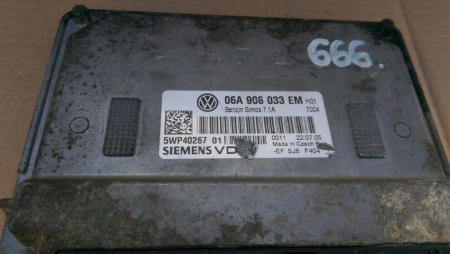 666.
06A 906 033 EM H01
Benzin Simos 7.1A 7004
5WP40267 01
0011 22.07.05
Made in Czech
SIEMENS VD
-EF SJ5 F404